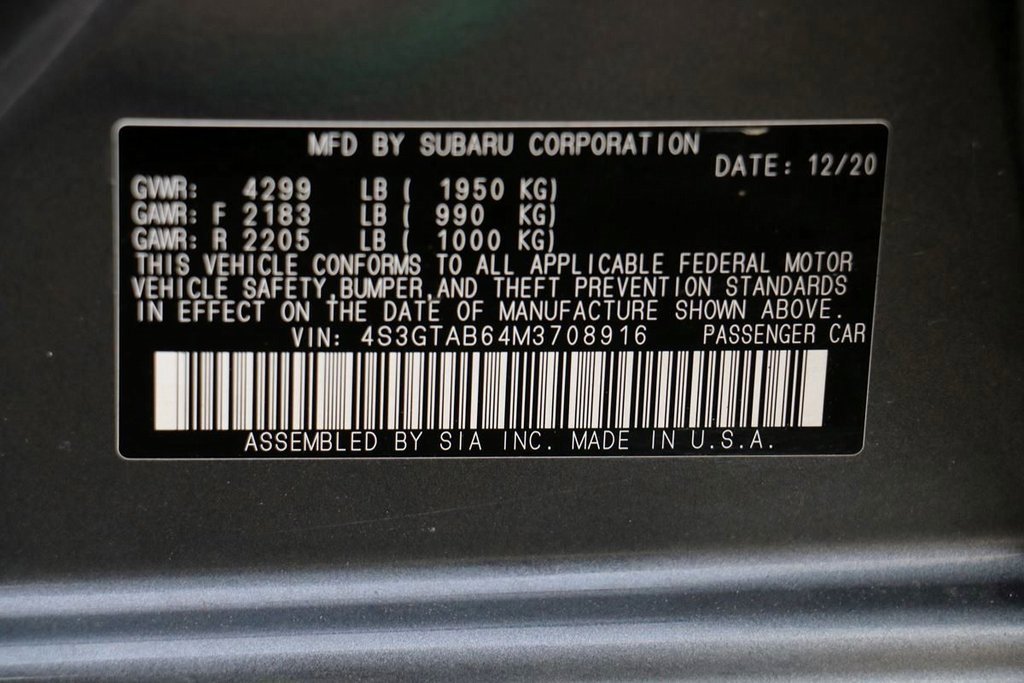 MFD BY SUBARU CORPORATION
DATE: 12/20
GVWR: 4299 LB ( 1950 KG)
GAWR: F 2183 LB ( 990 KG)
GAWR: R 2205 LB ( 1000 KG)
THIS VEHICLE CONFORMS TO ALL APPLICABLE FEDERAL MOTOR
VEHICLE SAFETY,BUMPER,AND THEFT PREVENTION STANDARDS
IN EFFECT ON THE DATE OF MANUFACTURE SHOWN ABOVE.
VIN: 4S3GTAB64M3708916 PASSENGER CAR
ASSEMBLED BY SIA INC. MADE IN U.S.A.